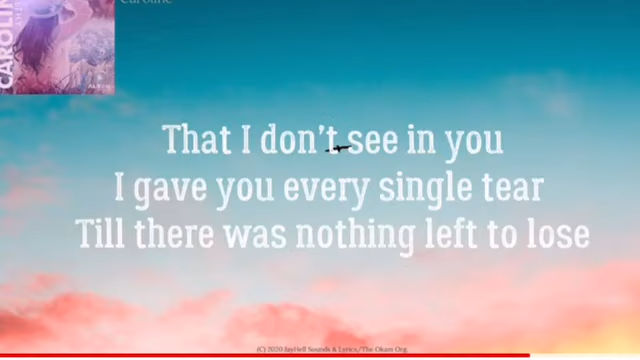 Caroline
CAROLIN
That I don't see in you
I gave you every single tear
Till there was nothing left to lose
(C) 2020 JayHell Sounds & Lyrics/The Okam Org.